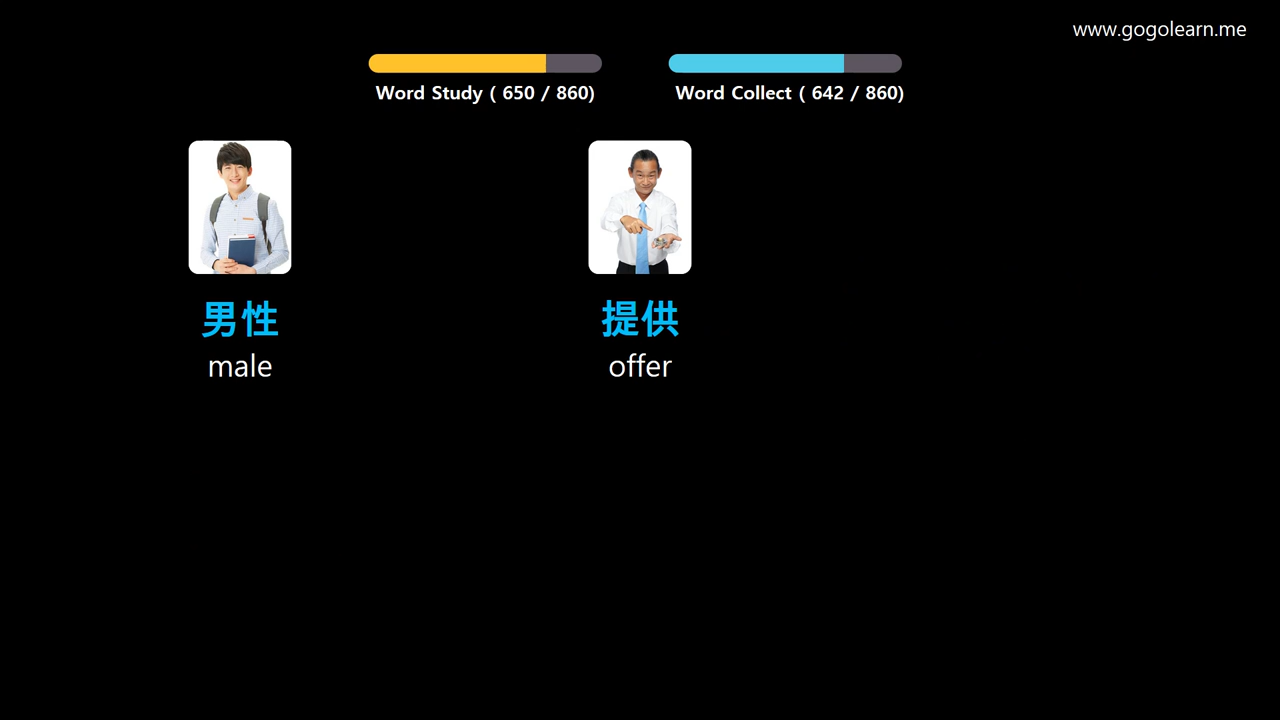 www.gogolearn.me
Word Study ( 650 / 860)
Word Collect ( 642 / 860)
男性
male
提供
offer